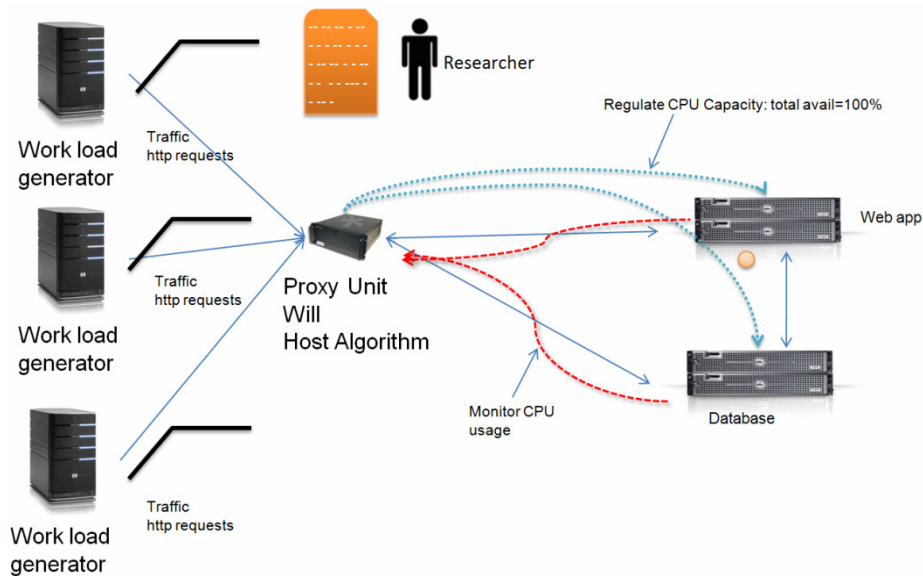 Researcher
Regulate CPU Capacity: total avail=100%
Traffic
http requests
Work load
generator
Web app
Traffic
http requests
Proxy Unit
Will
Host Algorithm
Work load
generator
Monitor CPU
usage
Database
Traffic
http requests
Work load
generator